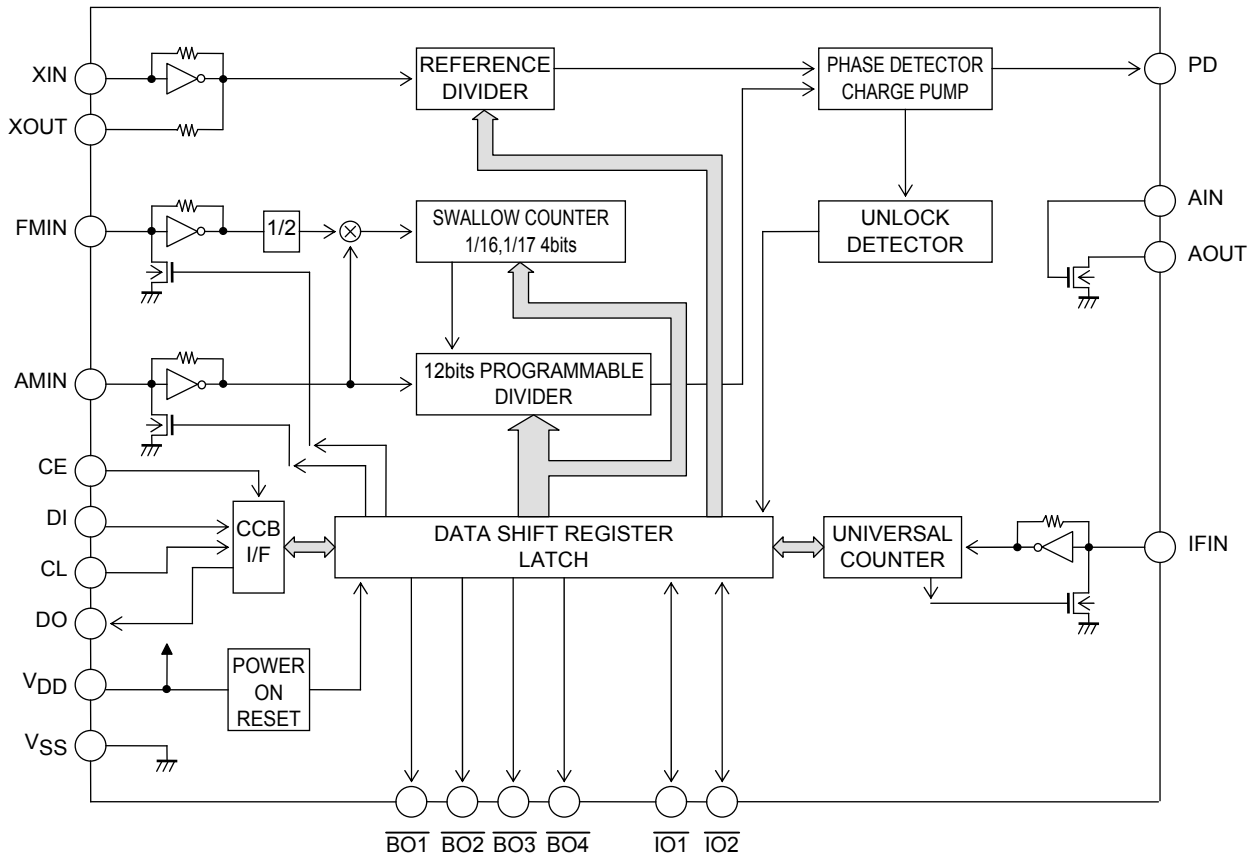 XIN
REFERENCE
DIVIDER
PHASE DETECTOR
CHARGE PUMP
PD
XOUT
FMIN
1/2
SWALLOW COUNTER
1/16,1/17 4bits
UNLOCK
DETECTOR
AIN
AOUT
AMIN
12bits PROGRAMMABLE
DIVIDER
CE
DI
CL
DO
CCB
I/F
DATA SHIFT REGISTER
LATCH
UNIVERSAL
COUNTER
IFIN
VDD
POWER
ON
RESET
VSS
BO1 BO2 BO3 BO4 IO1 IO2